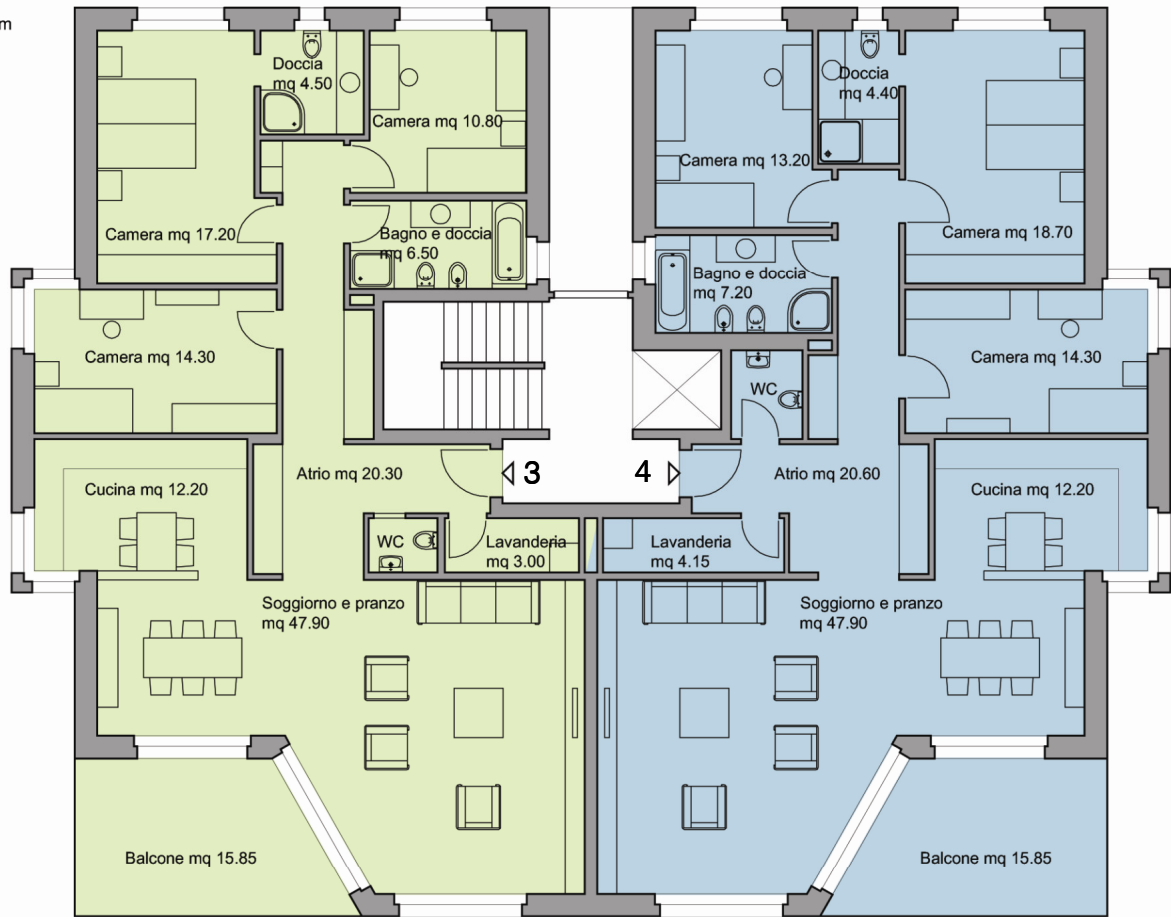 m
Doccia
mq 4.50
Camera mq 10.80
Camera mq 17.20
Bagno e doccia
mq 6.50
Camera mq 14.30
Cucina mq 12.20
Atrio mq 20.30
3
WC
Lavanderia
mq 3.00
Soggiorno e pranzo
mq 47.90
Balcone mq 15.85
Doccia
mq 4.40
Camera mq 13.20
Camera mq 18.70
Bagno e doccia
mq 7.20
Camera mq 14.30
WC
4
Atrio mq 20.60
Cucina mq 12.20
Lavanderia
mq 4.15
Soggiorno e pranzo
mq 47.90
Balcone mq 15.85